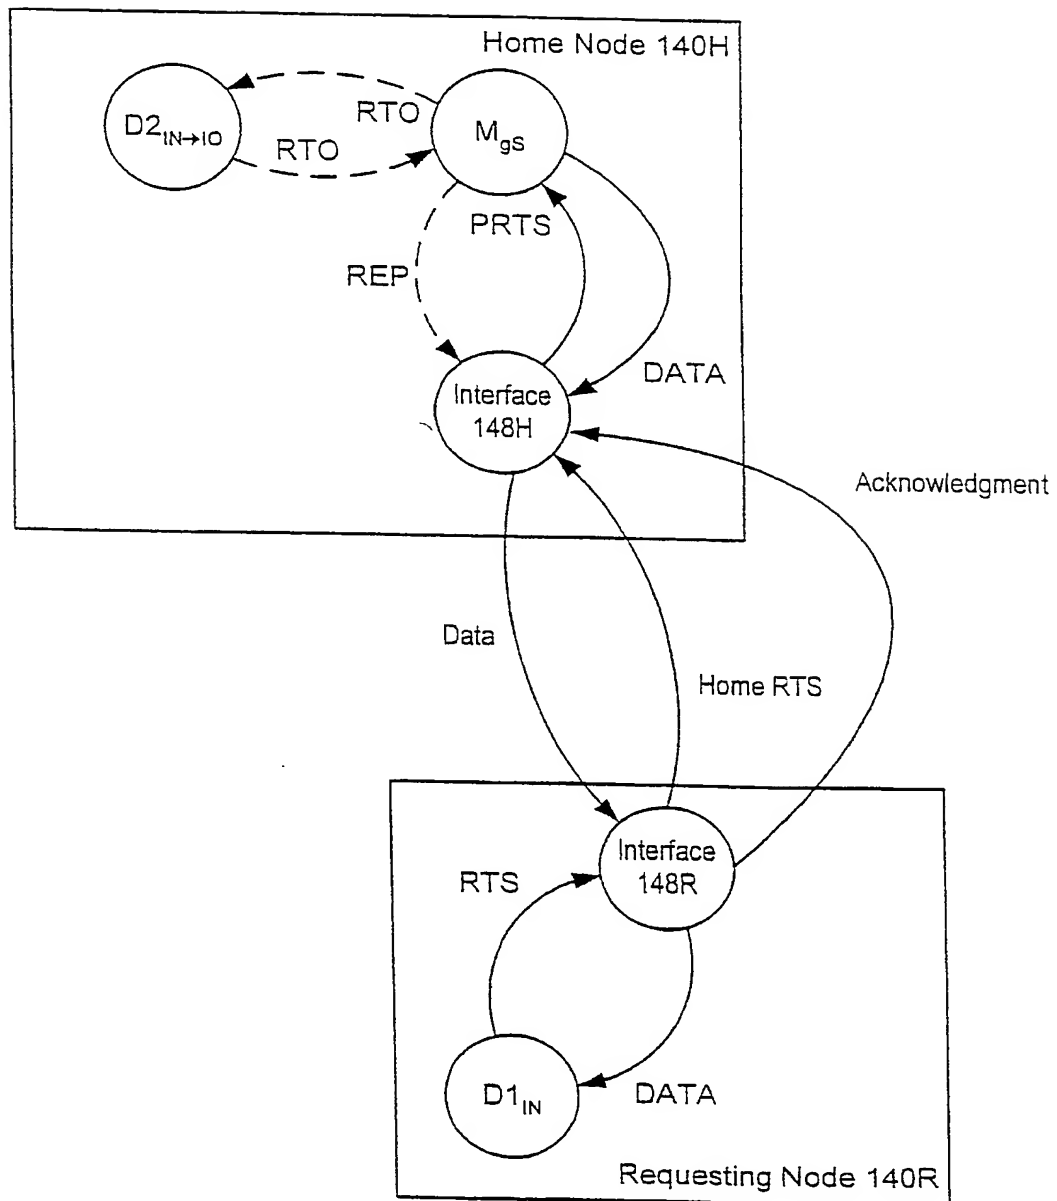 Home Node 140H
D2IN→IO
RTO
RTO
MgS
PRTS
REP
DATA
Interface
148H
Acknowledgment
Data
Home RTS
Interface
148R
RTS
D1IN
DATA
Requesting Node 140R